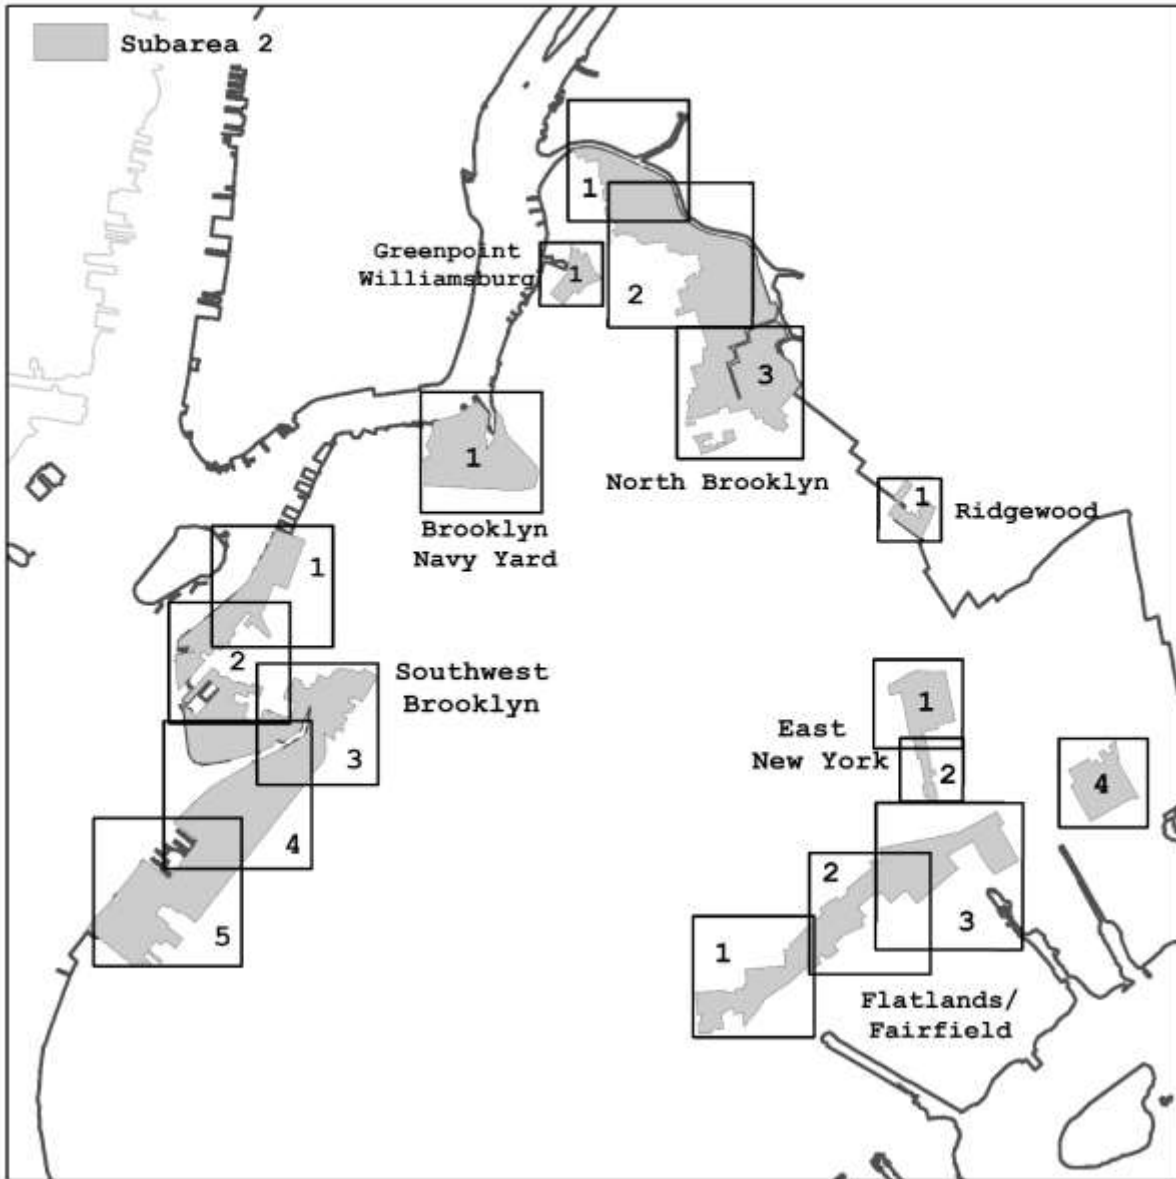 Subarea 2
1
Greenpoint
Williamsburg
1
2
3
North Brooklyn
1
Brooklyn
Navy Yard
1
Ridgewood
1
2
Southwest
Brooklyn
3
4
5
1
East
New York
2
4
2
3
1
Flatlands/
Fairfield